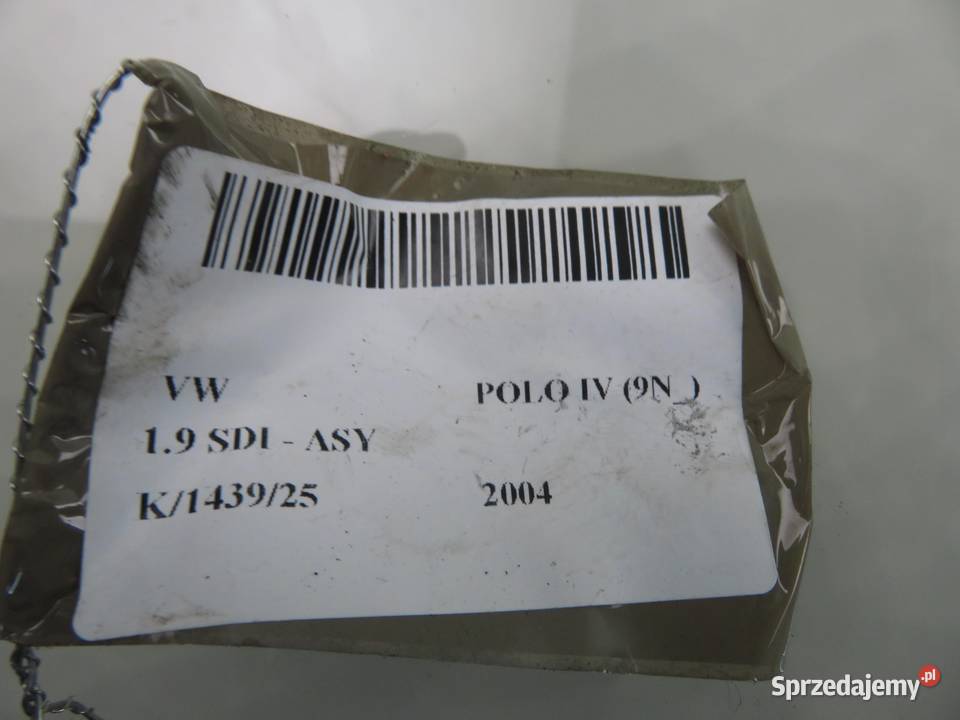 VW POLO IV (9N_)
1.9 SDI - ASY
K/1439/25 2004
Sprzedajemy.pl